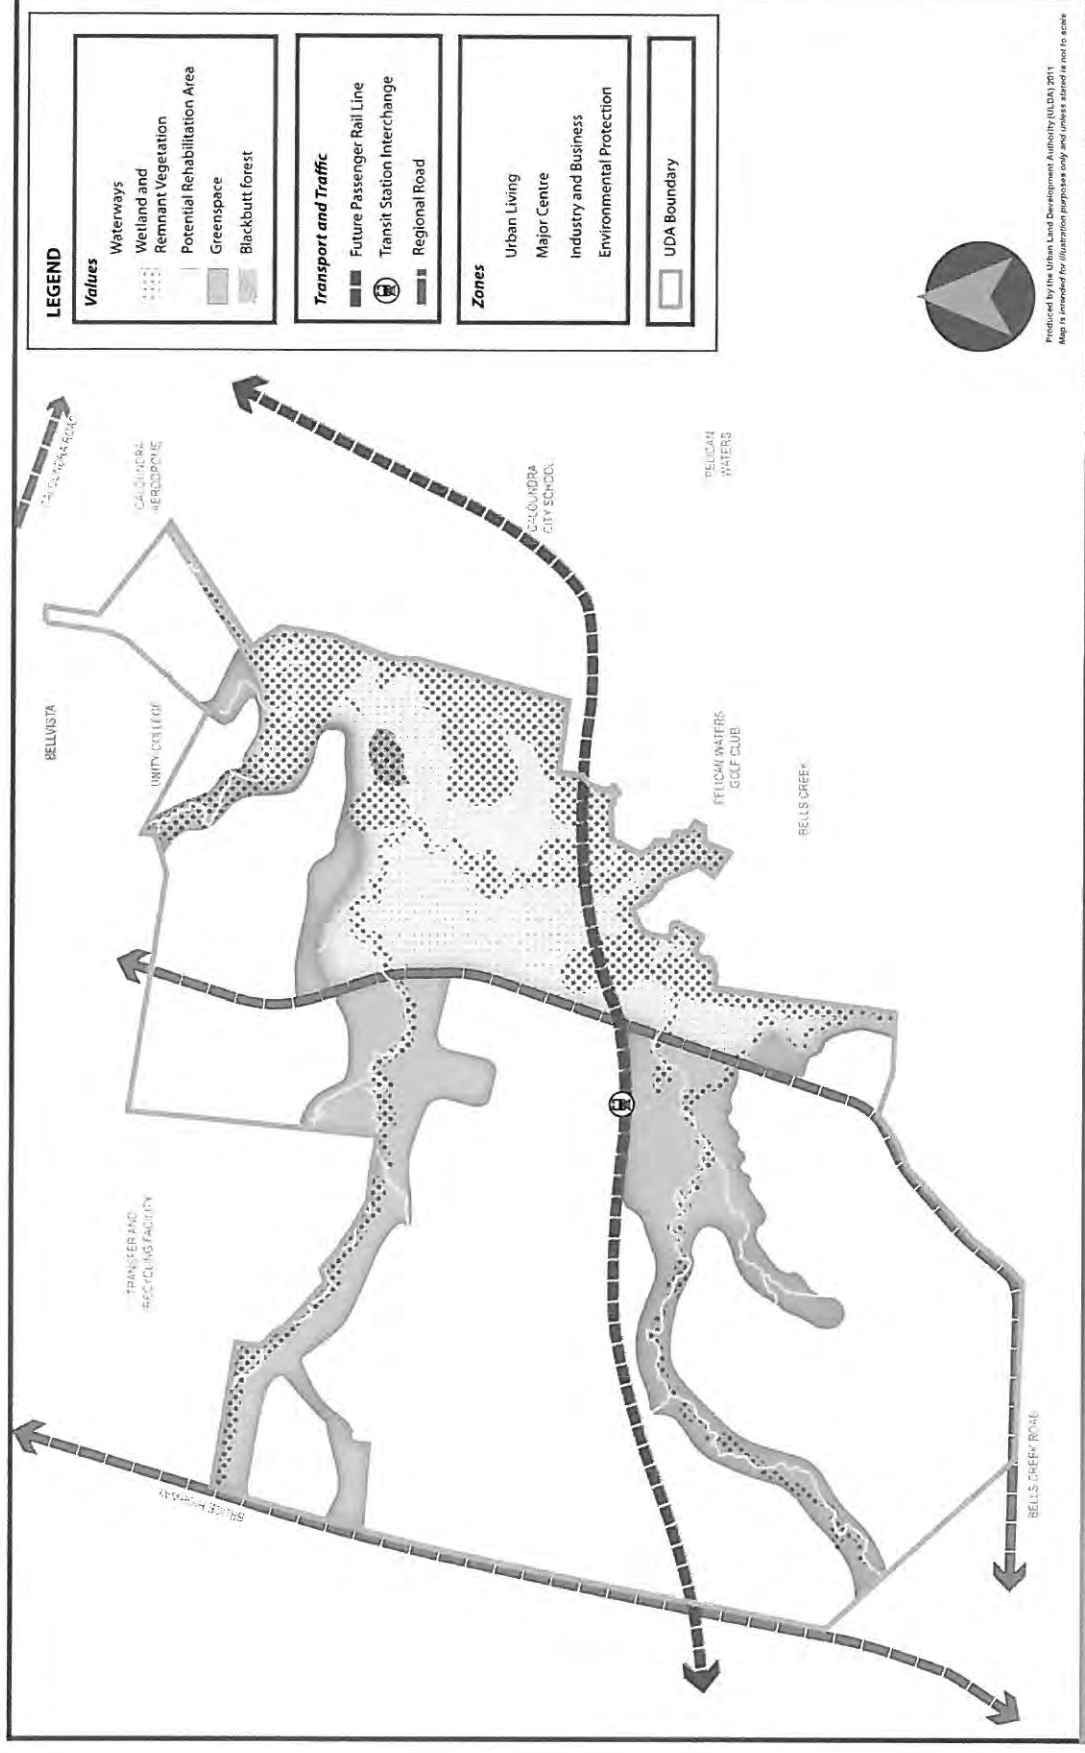 LEGEND
Values
Waterways
Wetland and
Remnant Vegetation
Potential Rehabilitation Area
Greenspace
Blackbutt forest
Transport and Traffic
Future Passenger Rail Line
Transit Station Interchange
Regional Road
Zones
Urban Living
Major Centre
Industry and Business
Environmental Protection
UDA Boundary
CALOUNDRA ROAD
CALOUNDRA
AERODROME
BELLVISTA
UNITY COLLEGE
CALOUNDRA
CITY SCHOOL
PELICAN
WATERS
PELICAN WATERS
GOLF CLUB
BELLS CREEK
TRANSFER AND
RECYCLING FACILITY
BRUCE HIGHWAY
BELLS CREEK ROAD
Produced by the Urban Land Development Authority (ULDA) 2011
Map is intended for illustration purposes only and unless stated is not to scale